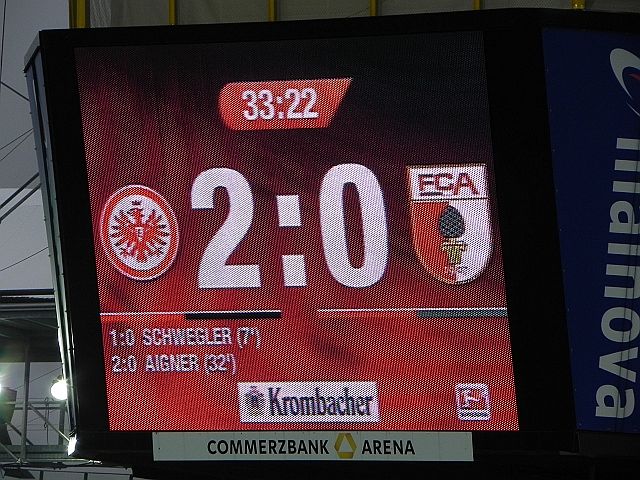 33:22
2:0
FCA
1:0 SCHWEGLER (7')
2:0 AIGNER (32')
Krombacher
COMMERZBANK ARENA
mainova